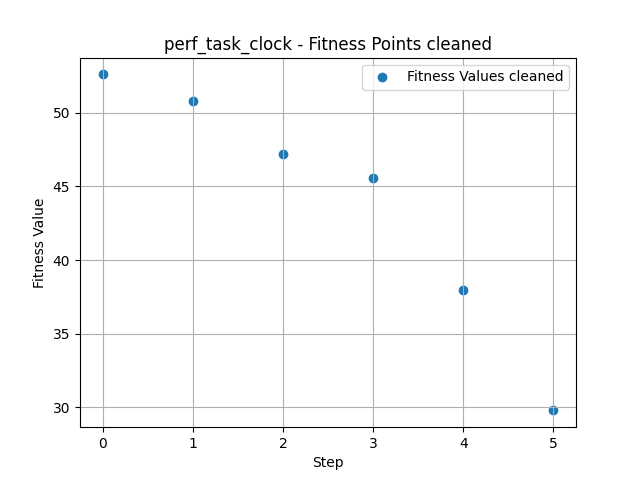 perf_task_clock - Fitness Points cleaned
Fitness Values cleaned
Fitness Value
50
45
40
35
30
0 1 2 3 4 5
Step